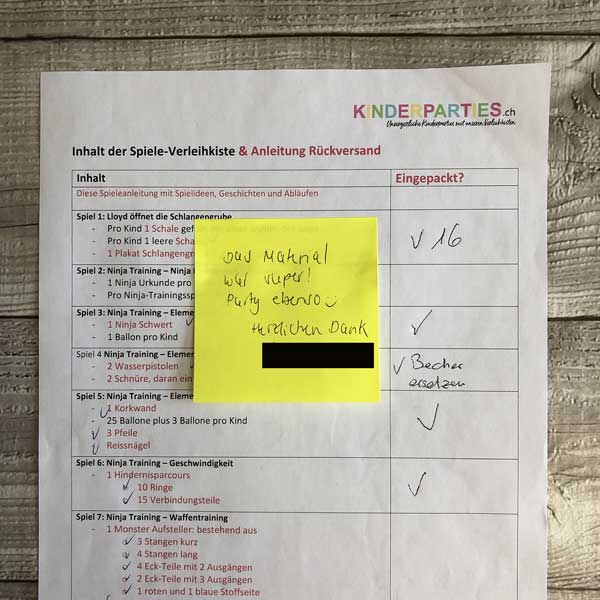 KINDERPARTIES.ch
Unvergessliche Kinderparties mit unseren Verleihkisten
Inhalt der Spiele-Verleihkiste & Anleitung Rückversand
Inhalt Eingepackt?
Diese Spieleanleitung mit Spielideen, Geschichten und Abläufen
Spiel 1: Lloyd öffnet die Schlangengrube
- Pro Kind 1 Schale
- Pro Kind 1 leere
- 1 Plakat
✓ 16
Spiel 2: Ninja Training – Ninja
- 1 Ninja Urkunde pro
- Pro
Spiel 3: Ninja Training –
- 1 Ninja Schwert
- 1 Ballon pro Kind
✓
Spiel 4 Ninja Training –
- 2 Wasserpistolen
- 2 Schnüre, daran
✓ Becher
ersetzen
Das Material
war super!
Party ebenso
Herzlichen Dank
Spiel 5: Ninja Training –
- 1 Korkwand
- 25 Ballone plus 3 Ballone pro Kind
- 3 Pfeile
- Reissnägel
✓
Spiel 6: Ninja Training – Geschwindigkeit
- 1 Hindernisparcours
✓ 10 Ringe
✓ 15 Verbindungsteile
✓
Spiel 7: Ninja Training – Waffentraining
- 1 Monster Aufsteller: bestehend aus
✓ 3 Stangen kurz
✓ 4 Stangen lang
✓ 4 Eck-Teile mit 2 Ausgängen
✓ 2 Eck-Teile mit 3 Ausgängen
✓ 1 roten und 1 blaue Stoffseite